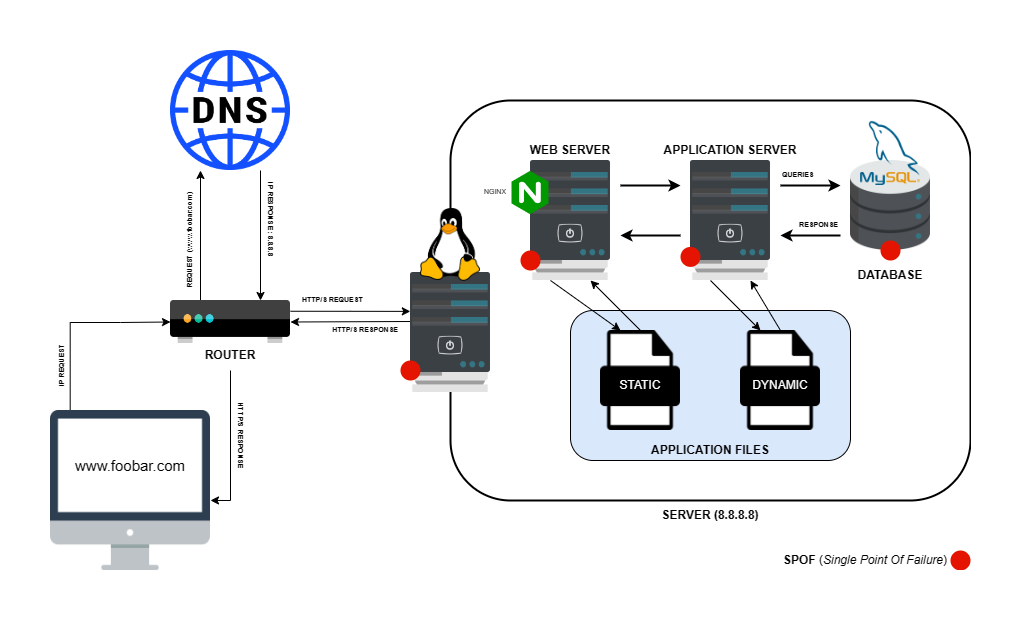 DNS
REQUEST (www.foobar.com)
IP RESPONSE: 8.8.8.8
WEB SERVER
APPLICATION SERVER
NGINX
N
QUERIES
MySQL
RESPONSE
DATABASE
HTTP/S REQUEST
HTTP/S RESPONSE
ROUTER
IP REQUEST
HTTP/S RESPONSE
www.foobar.com
STATIC
DYNAMIC
APPLICATION FILES
SERVER (8.8.8.8)
SPOF (Single Point Of Failure)